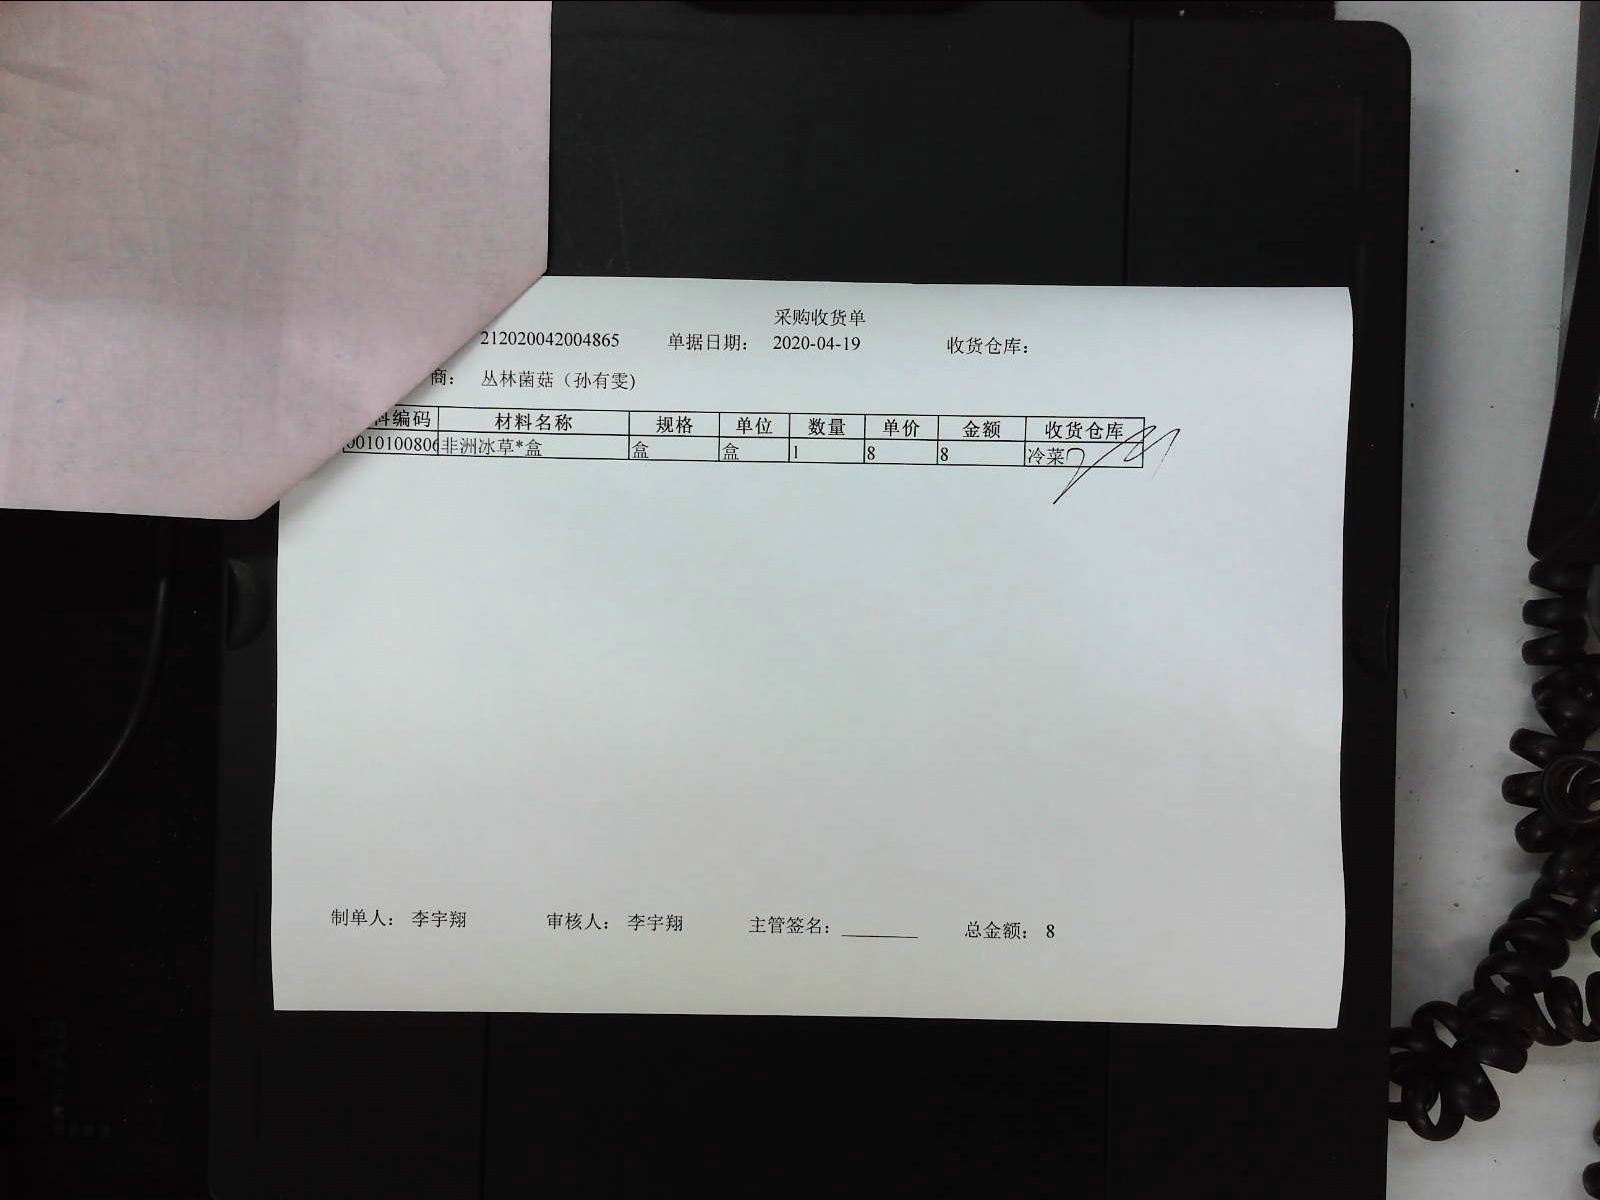 采购收货单
212020042004865 单据日期： 2020-04-19 收货仓库：
商： 丛林菌菇（孙有雯)
编码 材料名称 规格 单位 数量 单价 金额 收货仓库
非洲冰草*盒 盒 盒 1 8 8 冷菜
制单人： 李宇翔 审核人： 李宇翔 主管签名： 总金额： 8